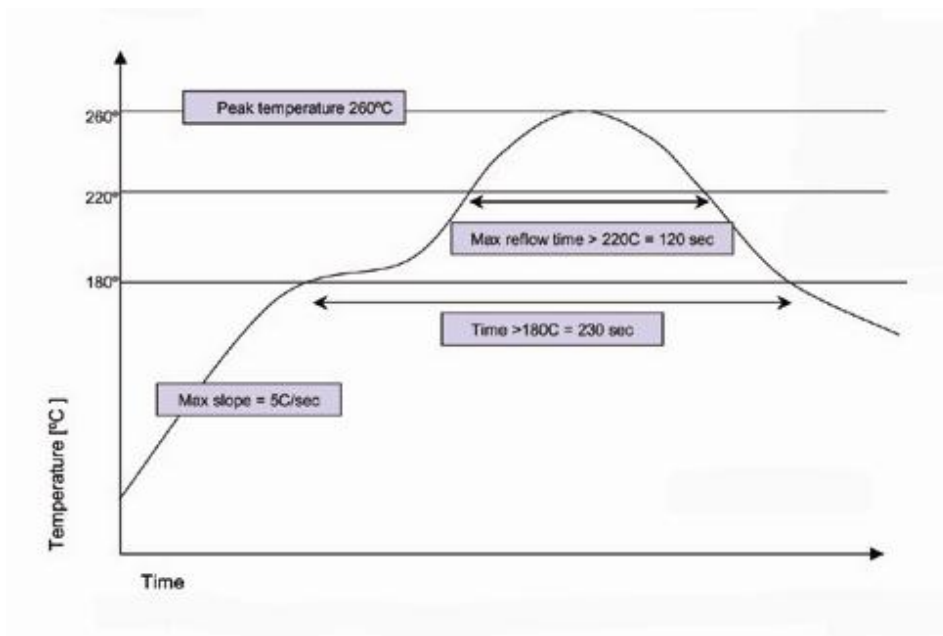 Peak temperature 260ºC
260º
220º
Max reflow time > 220C = 120 sec
180º
Time >180C = 230 sec
Max slope = 5C/sec
Temperature [ºC ]
Time